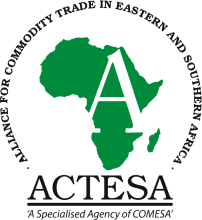 · ALLIANCE FOR COMMODITY TRADE IN EASTERN AND SOUTHERN AFRICA ·
A
ACTESA
'A Specialised Agency of COMESA'